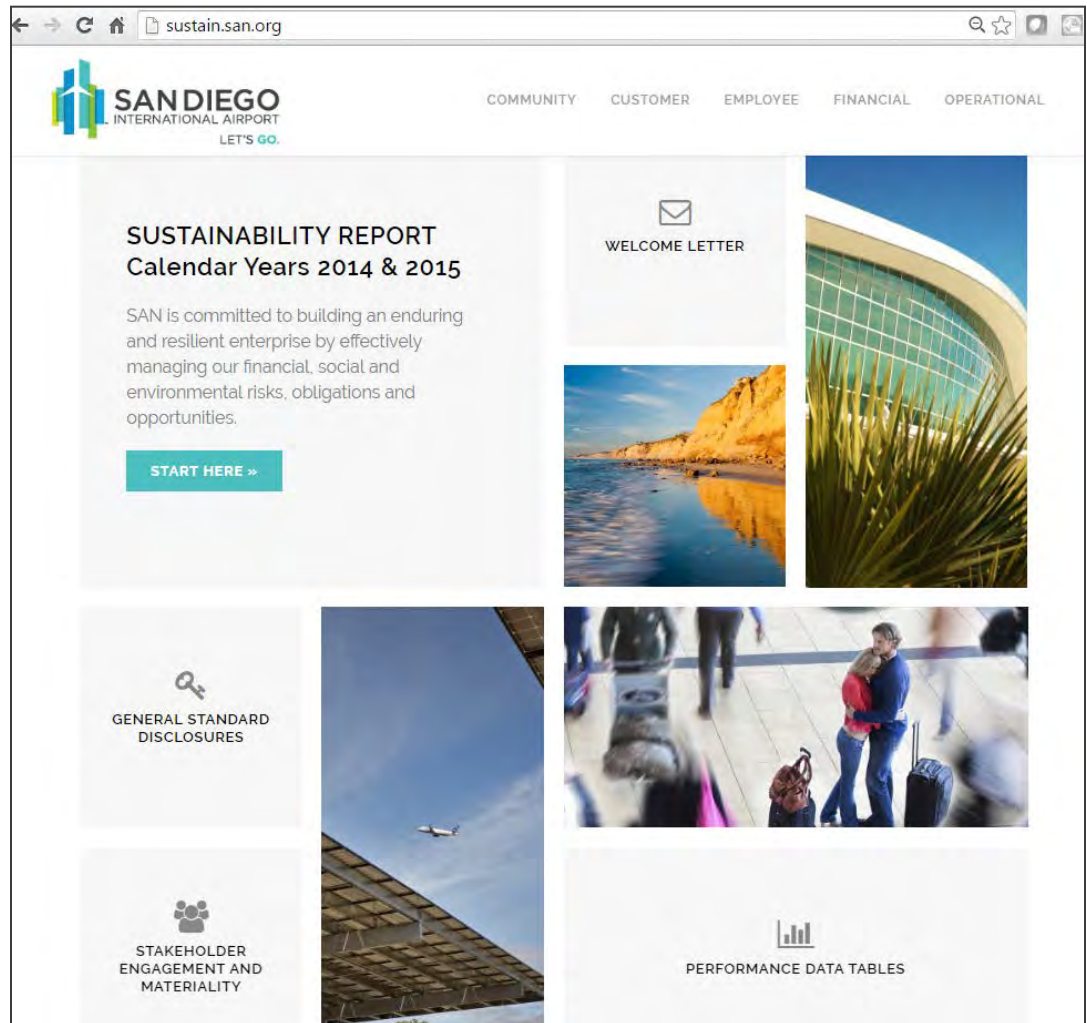 sustain.san.org
SAN DIEGO
INTERNATIONAL AIRPORT
LET'S GO.
COMMUNITY CUSTOMER EMPLOYEE FINANCIAL OPERATIONAL
SUSTAINABILITY REPORT
Calendar Years 2014 & 2015
SAN is committed to building an enduring
and resilient enterprise by effectively
managing our financial, social and
environmental risks, obligations and
opportunities.
START HERE »
WELCOME LETTER
GENERAL STANDARD
DISCLOSURES
STAKEHOLDER
ENGAGEMENT AND
MATERIALITY
PERFORMANCE DATA TABLES